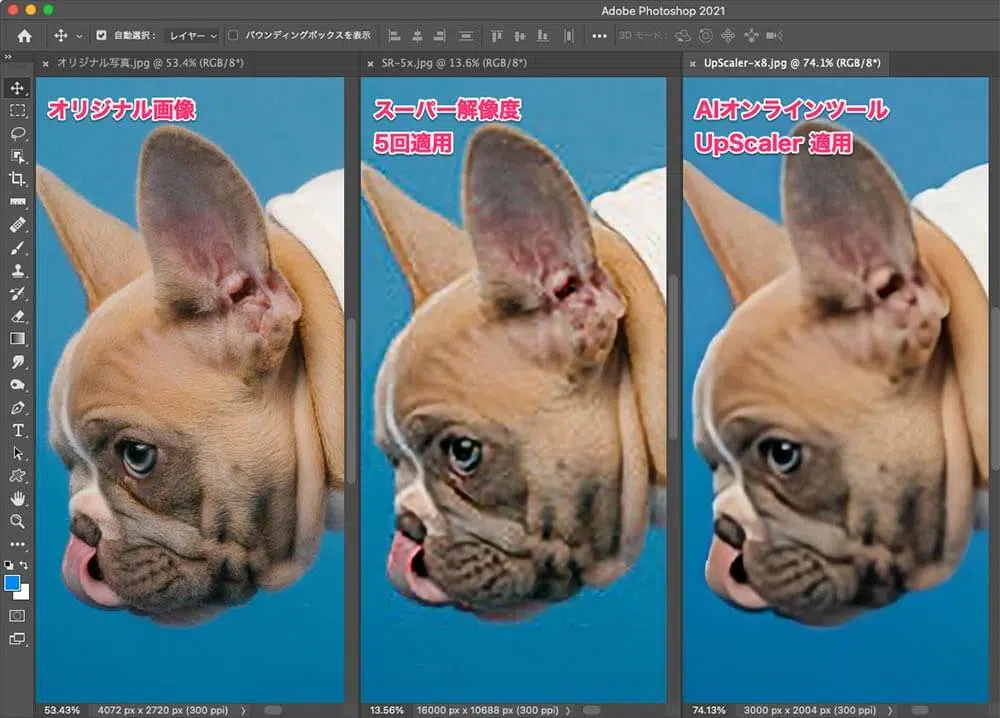 Adobe Photoshop 2021
自動選択： レイヤー バウンディングボックスを表示 3D モード：
× オリジナル写真.jpg @ 53.4% (RGB/8*)
× SR-5x.jpg @ 13.6% (RGB/8*)
× UpScaler-x8.jpg @ 74.1% (RGB/8*)
オリジナル画像
スーパー解像度
5回適用
AIオンラインツール
UpScaler 適用
53.43% 4072 px x 2720 px (300 ppi)
13.56% 16000 px x 10688 px (300 ppi)
74.13% 3000 px x 2004 px (300 ppi)